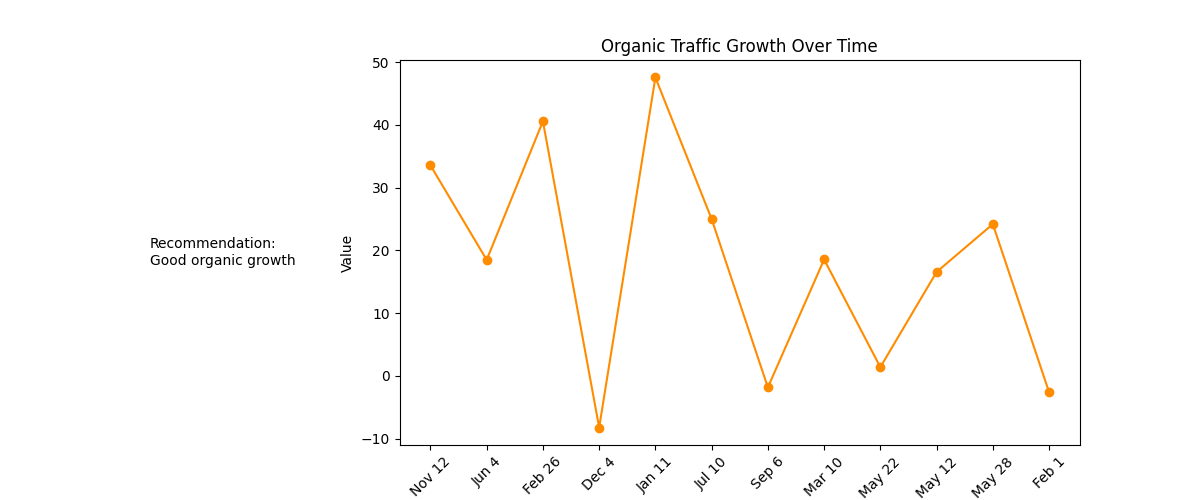 Organic Traffic Growth Over Time
Recommendation:
Good organic growth
Value
50
40
30
20
10
0
−10
Nov 12
Jun 4
Feb 26
Dec 4
Jan 11
Jul 10
Sep 6
Mar 10
May 22
May 12
May 28
Feb 1